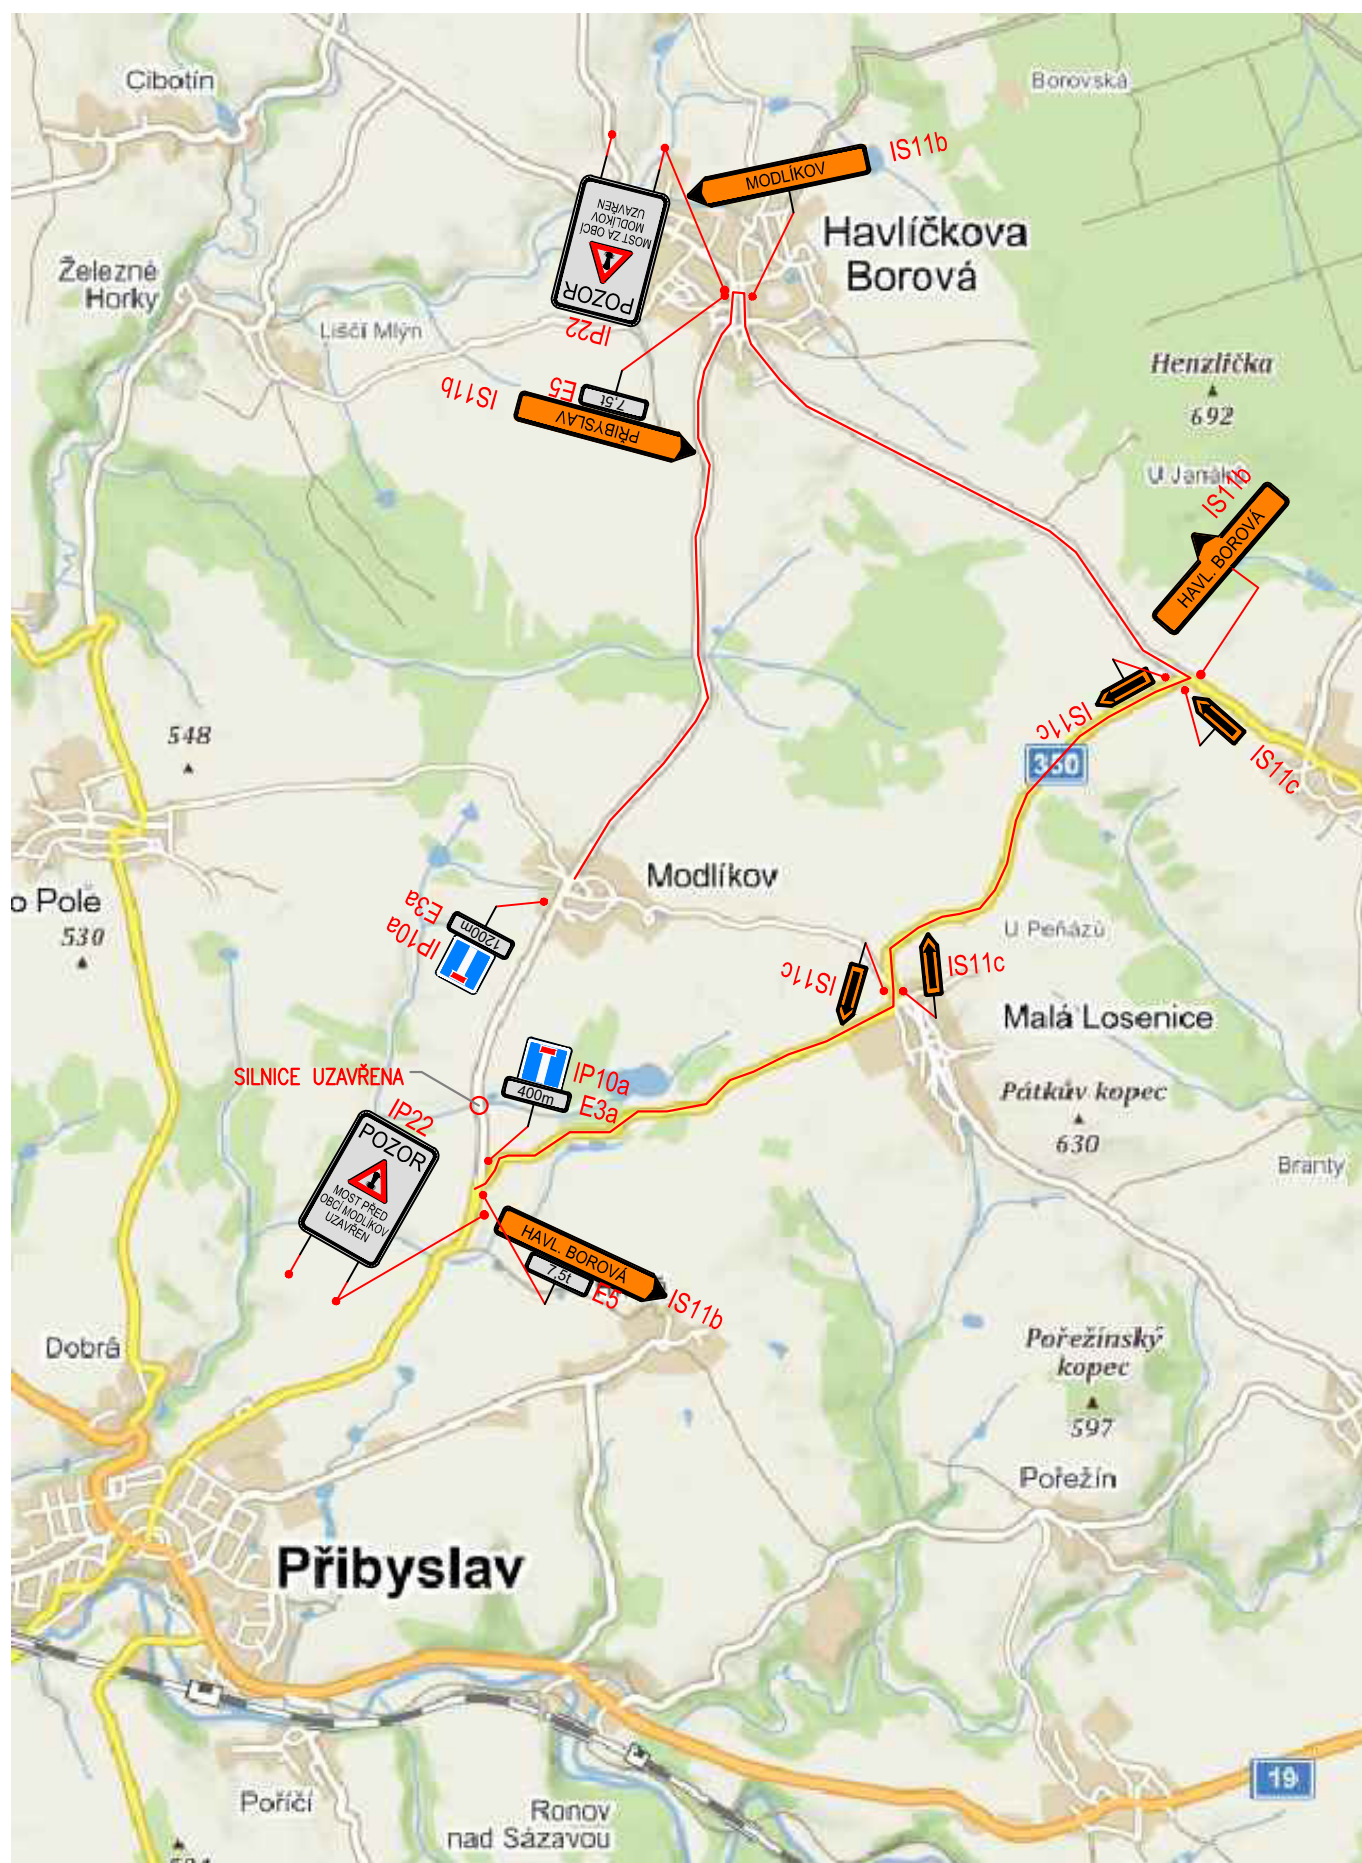 Cibotín
Borovská
IS11b
MODLÍKOV
Havlíčkova
Borová
POZOR
MOST ZA OBCÍ
MODLÍKOV
UZAVŘEN
IP22
Železné
Horky
Liščí Mlýn
IS11b
E5
7,5t
PŘIBYSLAV
Henzlička
692
IS11b
HAVL. BOROVÁ
IS11c
IS11c
350
548
Modlíkov
o Pole
530
E3a
1200m
IP10a
U Peňázů
IS11c
IS11c
Malá Losenice
SILNICE UZAVŘENA
IP10a
400m
E3a
Pátkův kopec
630
IP22
POZOR
MOST PŘED
OBCÍ MODLÍKOV
UZAVŘEN
Branty
HAVL. BOROVÁ
7,5t
E5
IS11b
Dobrá
Pořežínský
kopec
597
Pořežín
Přibyslav
19
Poříčí
Ronov
nad Sázavou